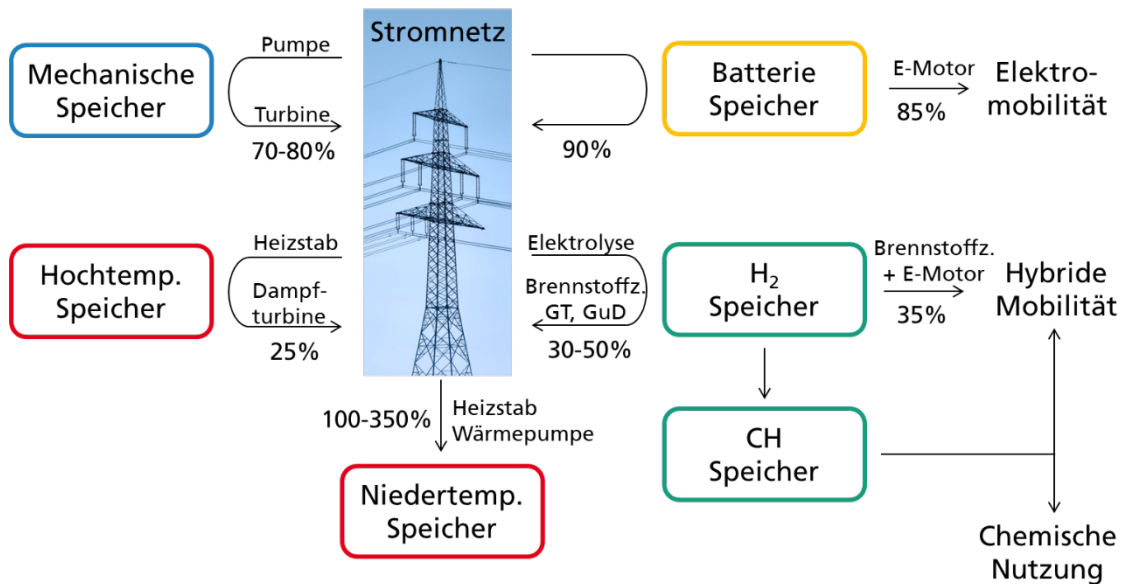 Stromnetz
Pumpe
Mechanische
Speicher
Turbine
70-80%
90%
Batterie
Speicher
E-Motor
85%
Elektro-
mobilität
Heizstab
Hochtemp.
Speicher
Dampf-
turbine
25%
Elektrolyse
Brennstoffz.
GT, GuD
30-50%
H₂
Speicher
Brennstoffz.
+ E-Motor
35%
Hybride
Mobilität
100-350%
Heizstab
Wärmepumpe
Niedertemp.
Speicher
CH
Speicher
Chemische
Nutzung